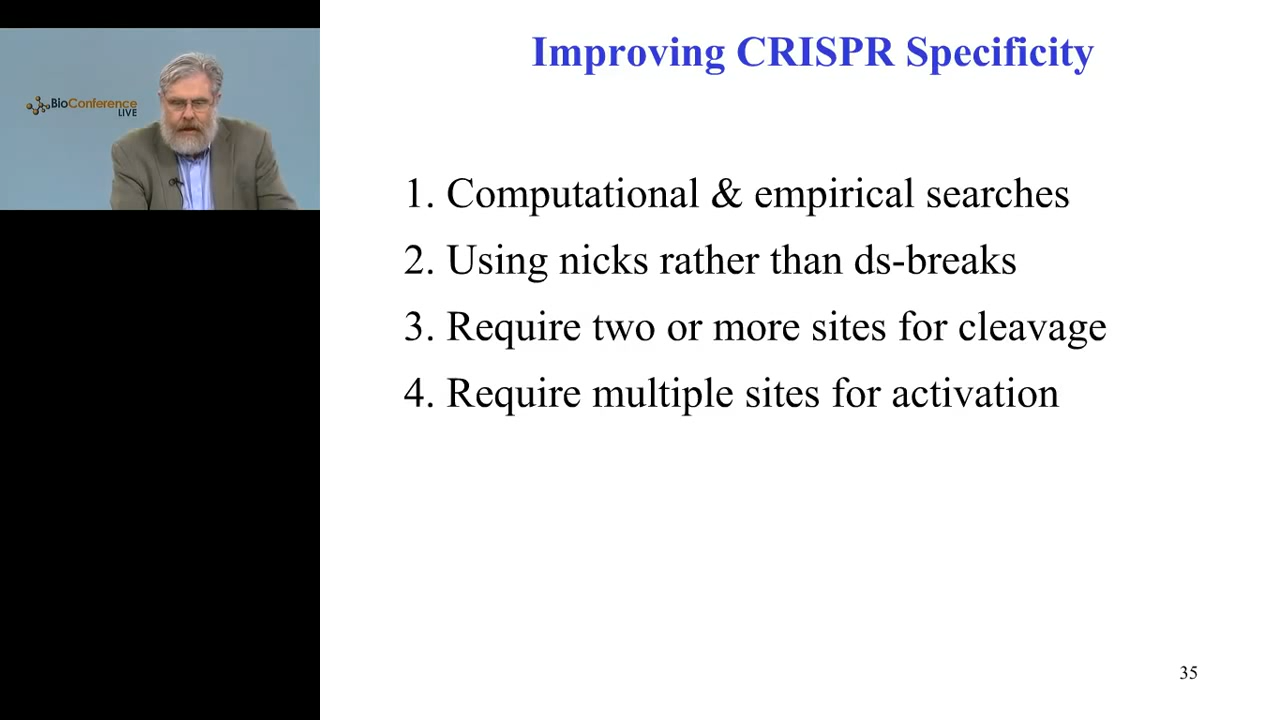 Improving CRISPR Specificity
BioConference
LIVE
1. Computational & empirical searches
2. Using nicks rather than ds-breaks
3. Require two or more sites for cleavage
4. Require multiple sites for activation
35